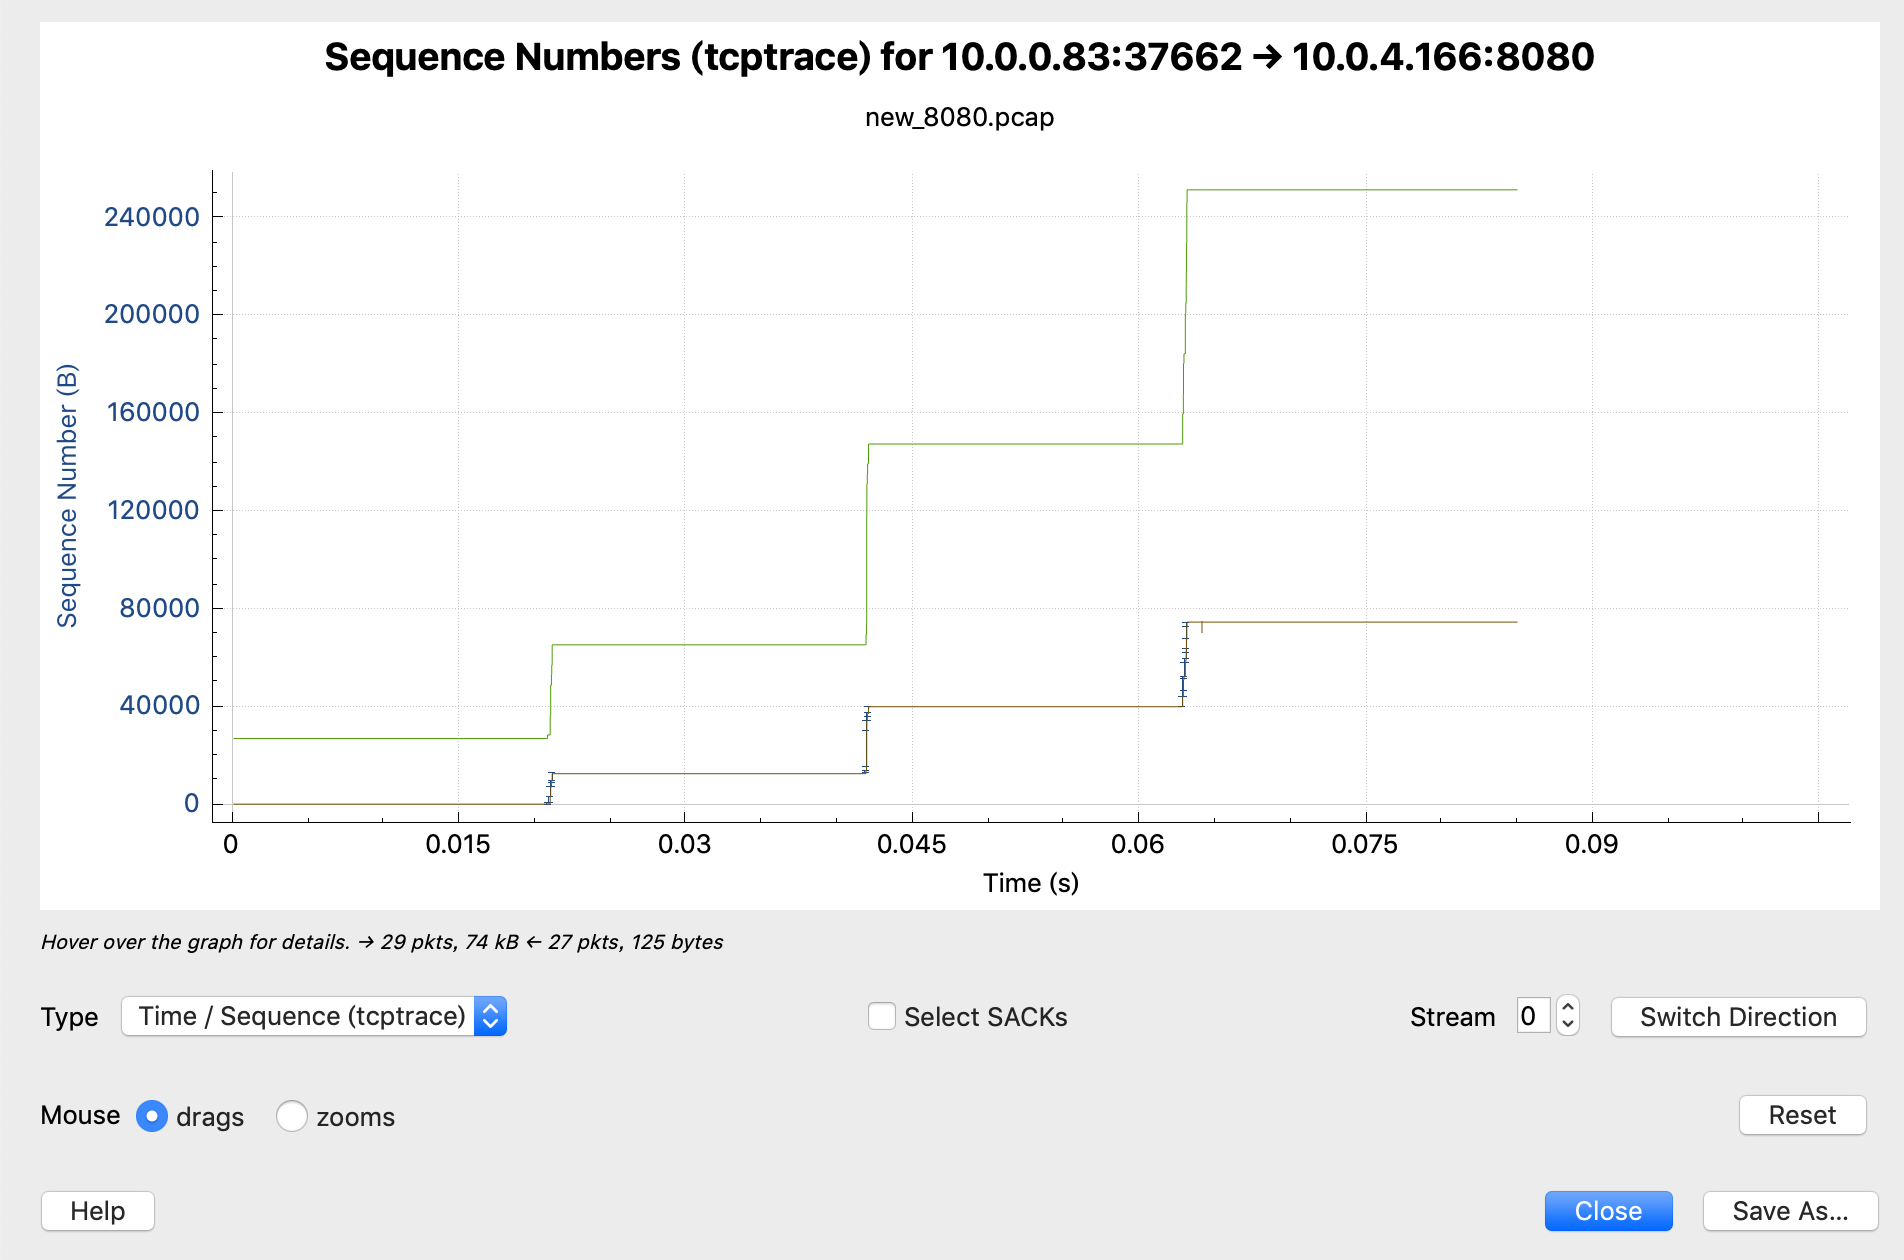 Sequence Numbers (tcptrace) for 10.0.0.83:37662 → 10.0.4.166:8080
new_8080.pcap
Sequence Number (B)
240000
200000
160000
120000
80000
40000
0
0 0.015 0.03 0.045 0.06 0.075 0.09
Time (s)
Hover over the graph for details. → 29 pkts, 74 kB ← 27 pkts, 125 bytes
Type Time / Sequence (tcptrace) Select SACKs Stream 0 Switch Direction
Mouse drags zooms Reset
Help Close Save As...